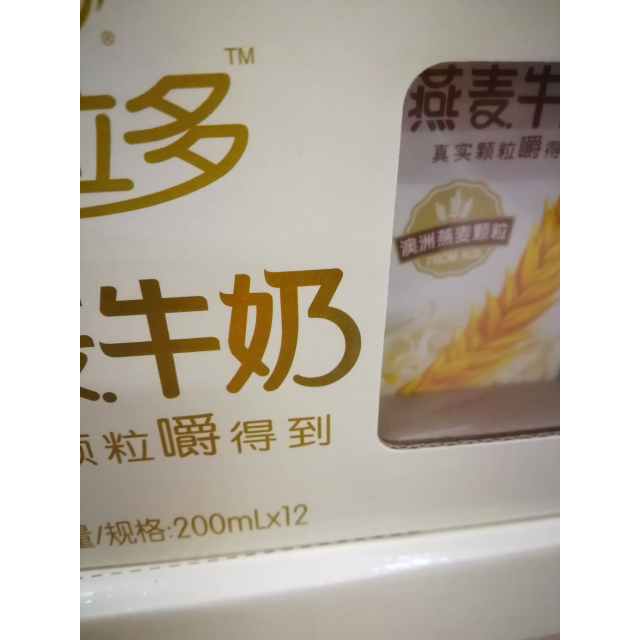 ®
TM
粒多
牛奶
颗粒嚼得到
量/规格:200mLx12
燕麦牛
真实颗粒嚼得
澳洲燕麦颗粒